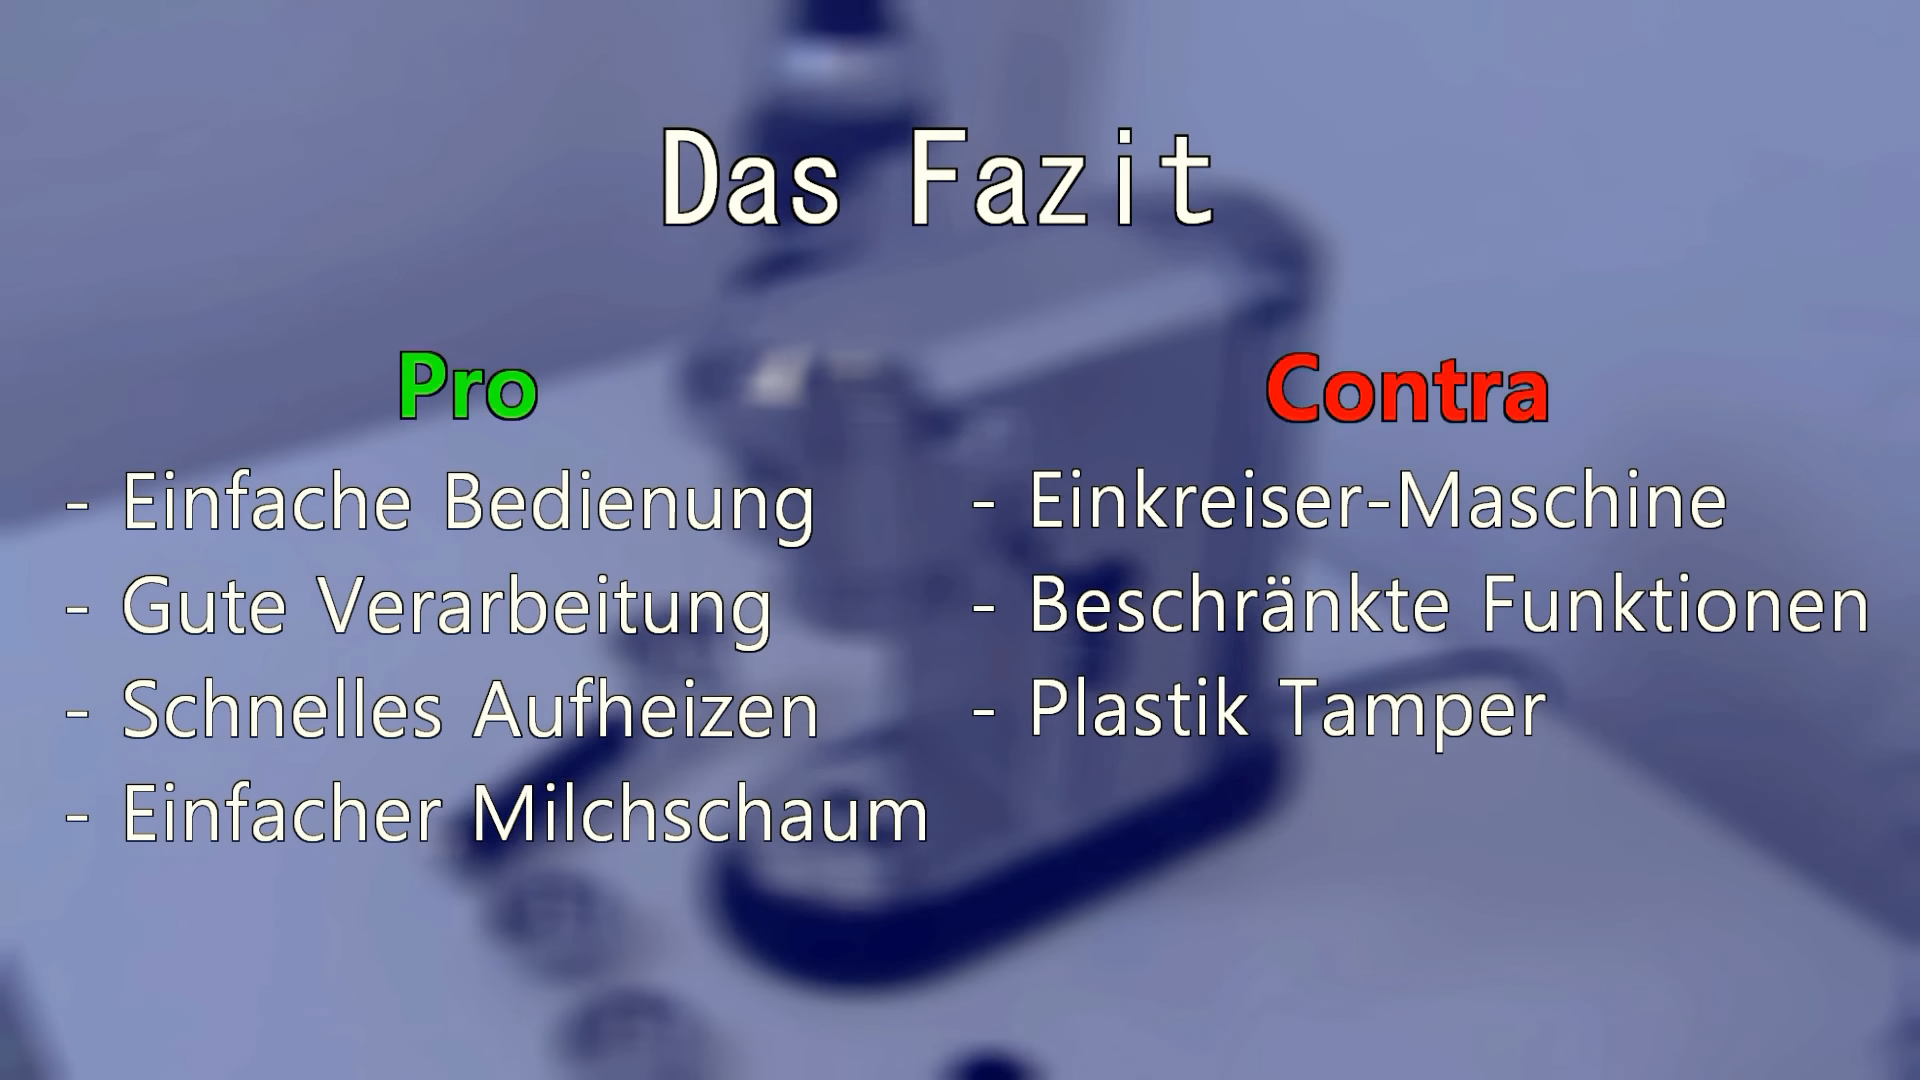 Das Fazit
Pro
- Einfache Bedienung
- Gute Verarbeitung
- Schnelles Aufheizen
- Einfacher Milchschaum
Contra
- Einkreiser-Maschine
- Beschränkte Funktionen
- Plastik Tamper